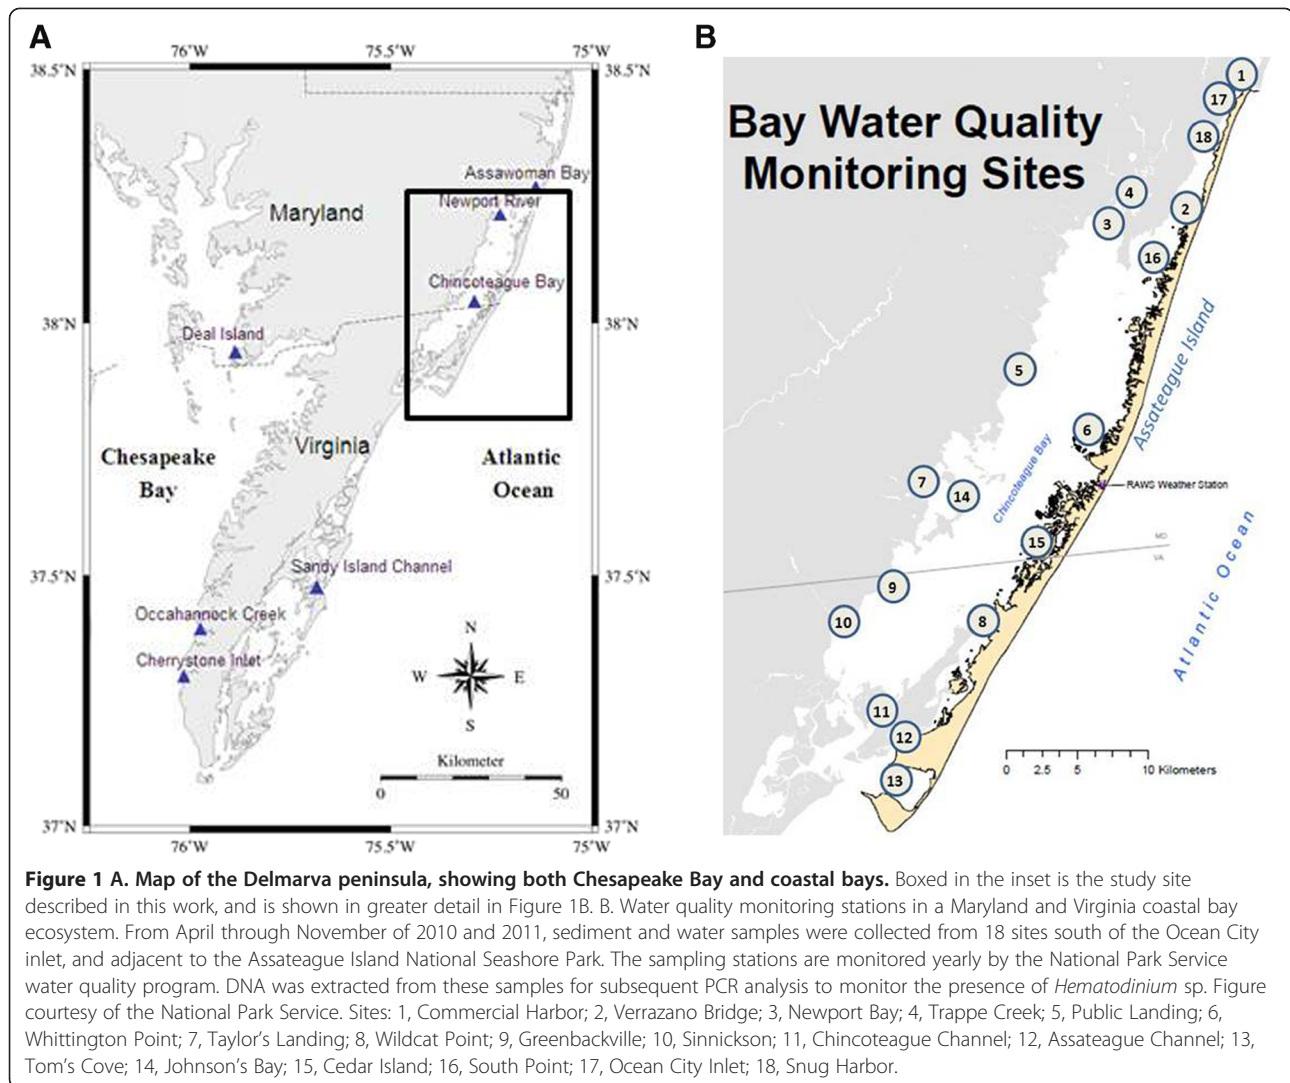 A
B
76°W
75.5°W
75°W
38.5°N
38.5°N
Assawoman Bay
Newport River
Maryland
Chincoteague Bay
38°N
38°N
Deal Island
Virginia
Chesapeake
Bay
Atlantic
Ocean
37.5°N
37.5°N
Sandy Island Channel
Occahannock Creek
Cherrystone Inlet
N
W
E
S
Kilometer
0
50
37°N
37°N
76°W
75.5°W
75°W
Bay Water Quality
Monitoring Sites
1
17
18
4
2
3
16
Assateague Island
5
6
Chincoteague Bay
7
14
RAWS Weather Station
15
MD
VA
9
8
10
Atlantic Ocean
11
12
13
0 2.5 5 10 Kilometers
Figure 1 A. Map of the Delmarva peninsula, showing both Chesapeake Bay and coastal bays. Boxed in the inset is the study site
described in this work, and is shown in greater detail in Figure 1B. B. Water quality monitoring stations in a Maryland and Virginia coastal bay
ecosystem. From April through November of 2010 and 2011, sediment and water samples were collected from 18 sites south of the Ocean City
inlet, and adjacent to the Assateague Island National Seashore Park. The sampling stations are monitored yearly by the National Park Service
water quality program. DNA was extracted from these samples for subsequent PCR analysis to monitor the presence of Hematodinium sp. Figure
courtesy of the National Park Service. Sites: 1, Commercial Harbor; 2, Verrazano Bridge; 3, Newport Bay; 4, Trappe Creek; 5, Public Landing; 6,
Whittington Point; 7, Taylor's Landing; 8, Wildcat Point; 9, Greenbackville; 10, Sinnickson; 11, Chincoteague Channel; 12, Assateague Channel; 13,
Tom's Cove; 14, Johnson's Bay; 15, Cedar Island; 16, South Point; 17, Ocean City Inlet; 18, Snug Harbor.